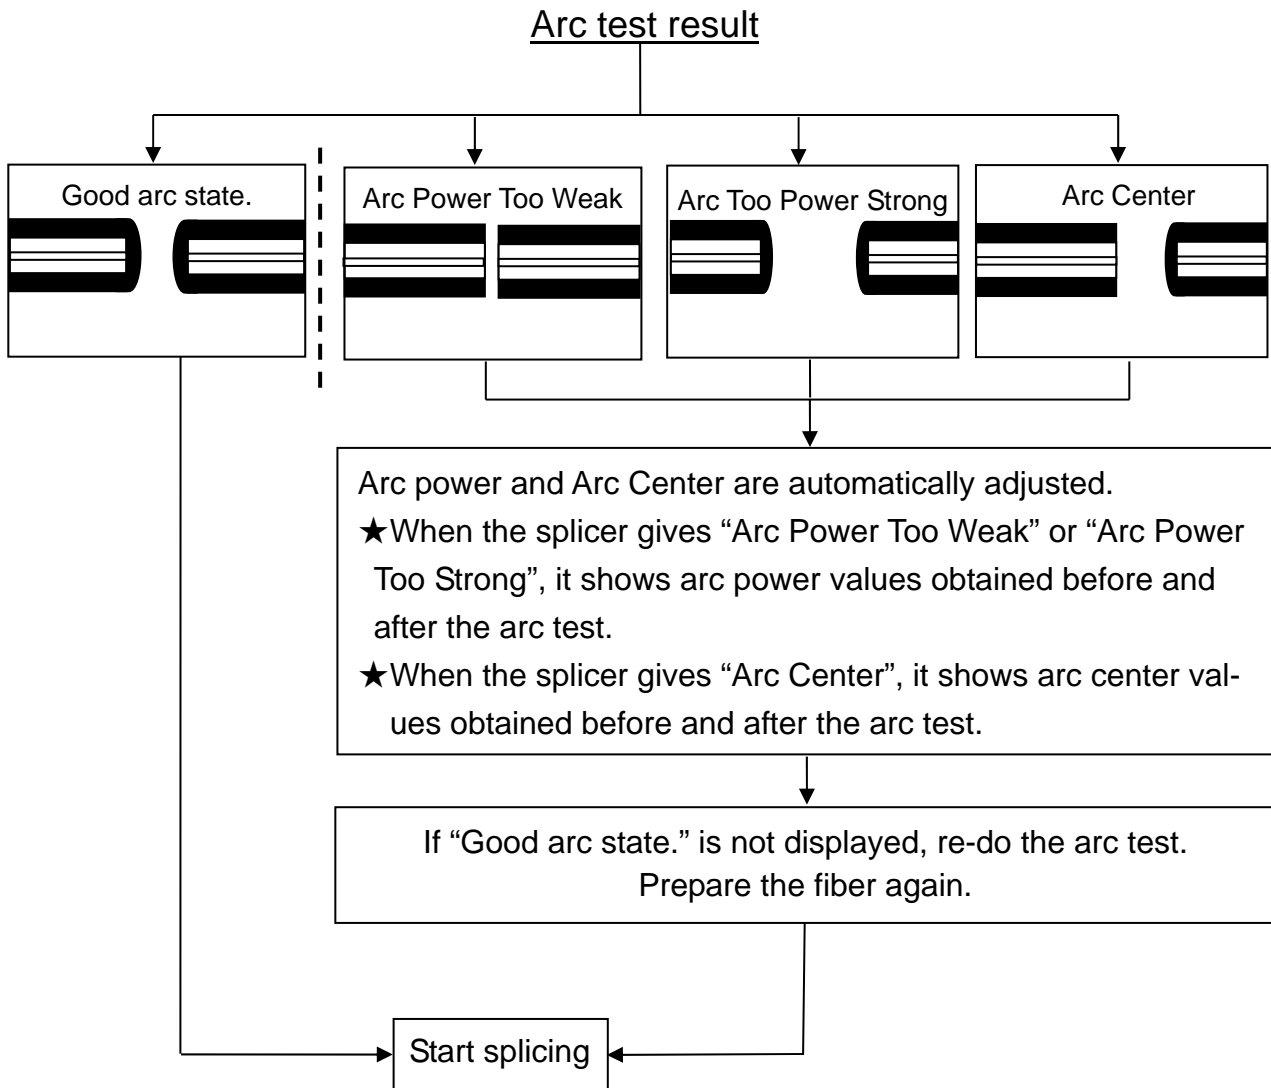 Arc test result
Good arc state.
Arc Power Too Weak
Arc Too Power Strong
Arc Center
Arc power and Arc Center are automatically adjusted.
★When the splicer gives “Arc Power Too Weak” or “Arc Power
Too Strong”, it shows arc power values obtained before and
after the arc test.
★When the splicer gives “Arc Center”, it shows arc center val-
ues obtained before and after the arc test.
If “Good arc state.” is not displayed, re-do the arc test.
Prepare the fiber again.
Start splicing